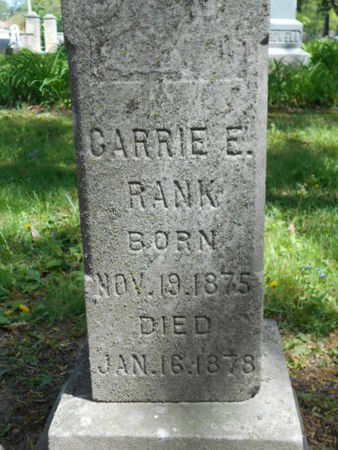 CARRIE E.
RANK
BORN
NOV.19.1875
DIED
JAN.16.1878